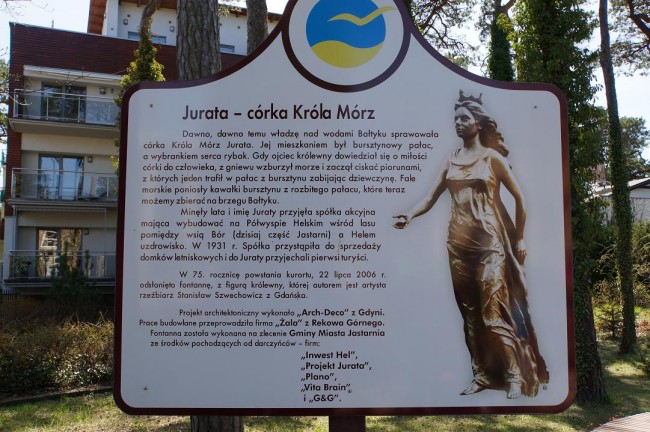 Jurata – córka Króla Mórz
Dawno, dawno temu władzę nad wodami Bałtyku sprawowała
córka Króla Mórz Jurata. Jej mieszkaniem był bursztynowy pałac,
a wybrankiem serca rybak. Gdy ojciec królewny dowiedział się o miłości
córki do człowieka, z gniewu wzburzył morze i zaczął ciskać piorunami,
z których jeden trafił w pałac z bursztynu zabijając dziewczynę. Fale
morskie poniosły kawałki bursztynu z rozbitego pałacu, które teraz
możemy zbierać na brzegu Bałtyku.
Minęły lata i imię Juraty przyjęła spółka akcyjna
mająca wybudować na Półwyspie Helskim wśród lasu
pomiędzy wsią Bór (dzisiaj część Jastarni) a Helem
uzdrowisko. W 1931 r. Spółka przystąpiła do sprzedaży
domków letniskowych i do Juraty przyjechali pierwsi turyści.
W 75. rocznicę powstania kurortu, 22 lipca 2006 r.
odsłonięto fontannę, z figurą królewny, której autorem jest artysta
rzeźbiarz Stanisław Szwechowicz z Gdańska.
Projekt architektoniczny wykonało „Arch-Deco” z Gdyni.
Prace budowlane przeprowadziła firma "Żala” z Rekowa Górnego.
Fontanna została wykonana na zlecenie Gminy Miasta Jastarnia
ze środków pochodzących od darczyńców – firm:
„Inwest Hel”,
„Projekt Jurata”,
„Plano”,
„Vita Brain”
i „G&G”.